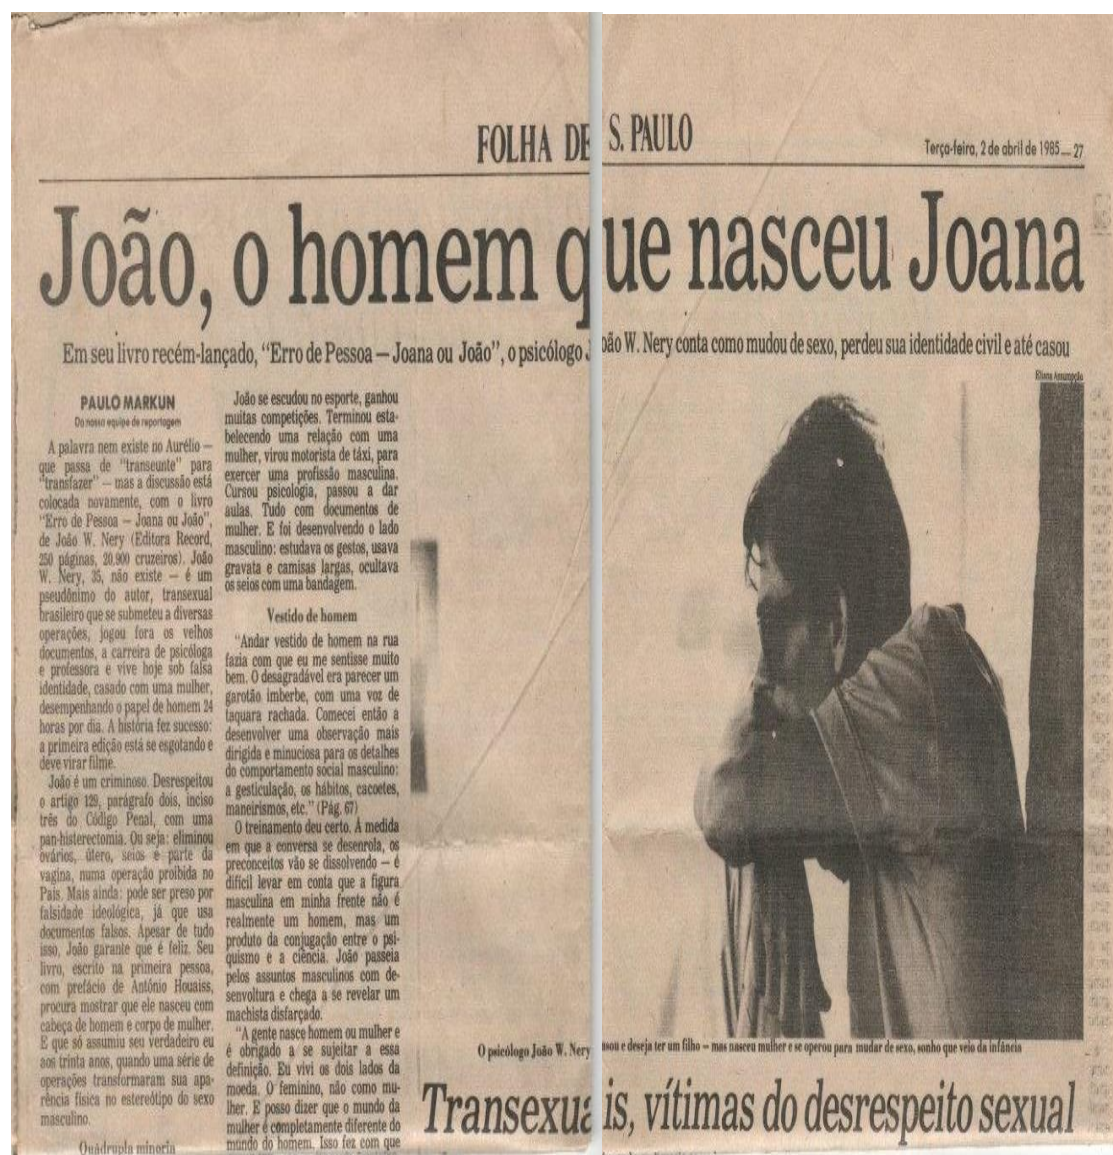 FOLHA DE S. PAULO
Terça-feira, 2 de abril de 1985 — 27
João, o homem que nasceu Joana
Em seu livro recém-lançado, "Erro de Pessoa — Joana ou João", o psicólogo João W. Nery conta como mudou de sexo, perdeu sua identidade civil e até casou
Eliana Assumpção
PAULO MARKUN
Da nossa equipe de reportagem
A palavra nem existe no Aurélio —
que passa de "transeunte" para
"transfazer" — mas a discussão está
colocada novamente, com o livro
"Erro de Pessoa — Joana ou João",
de João W. Nery (Editora Record,
250 páginas, 20.900 cruzeiros). João
W. Nery, 35, não existe — é um
pseudônimo do autor, transexual
brasileiro que se submeteu a diversas
operações, jogou fora os velhos
documentos, a carreira de psicóloga
e professora e vive hoje sob falsa
identidade, casado com uma mulher,
desempenhando o papel de homem 24
horas por dia. A história fez sucesso:
a primeira edição está se esgotando e
deve virar filme.
João é um criminoso. Desrespeitou
o artigo 129, parágrafo dois, inciso
três do Código Penal, com uma
pan-histerectomia. Ou seja: eliminou
ovários, útero, seios e parte da
vagina, numa operação proibida no
País. Mais ainda: pode ser preso por
falsidade ideológica, já que usa
documentos falsos. Apesar de tudo
isso, João garante que é feliz. Seu
livro, escrito na primeira pessoa,
com prefácio de Antônio Houaiss,
procura mostrar que ele nasceu com
cabeça de homem e corpo de mulher.
E que só assumiu seu verdadeiro eu
aos trinta anos, quando uma série de
operações transformaram sua apa-
rência física no estereótipo do sexo
masculino.
Quádrupla minoria
João se escudou no esporte, ganhou
muitas competições. Terminou esta-
belecendo uma relação com uma
mulher, virou motorista de táxi, para
exercer uma profissão masculina.
Cursou psicologia, passou a dar
aulas. Tudo com documentos de
mulher. E foi desenvolvendo o lado
masculino: estudava os gestos, usava
gravata e camisas largas, ocultava
os seios com uma bandagem.
Vestido de homem
"Andar vestido de homem na rua
fazia com que eu me sentisse muito
bem. O desagradável era parecer um
garotão imberbe, com uma voz de
taquara rachada. Comecei então a
desenvolver uma observação mais
dirigida e minuciosa para os detalhes
do comportamento social masculino:
a gesticulação, os hábitos, cacoetes,
maneirismos, etc." (Pág. 67)
O treinamento deu certo. À medida
em que a conversa se desenrola, os
preconceitos vão se dissolvendo — é
difícil levar em conta que a figura
masculina em minha frente não é
realmente um homem, mas um
produto da conjugação entre o psi-
quismo e a ciência. João passeia
pelos assuntos masculinos com de-
senvoltura e chega a se revelar um
machista disfarçado.
"A gente nasce homem ou mulher e
é obrigado a se sujeitar a essa
definição. Eu vivi os dois lados da
moeda. O feminino, não como mu-
lher. E posso dizer que o mundo da
mulher é completamente diferente do
mundo do homem. Isso fez com que
O psicólogo João W. Nery casou e deseja ter um filho — mas nasceu mulher e se operou para mudar de sexo, sonho que veio da infância
Transexuais, vítimas do desrespeito sexual